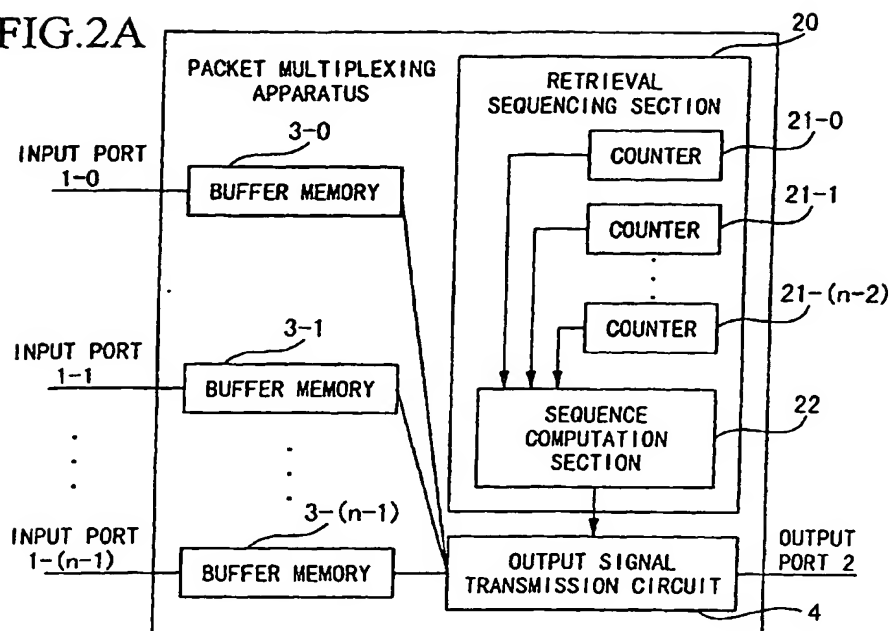 FIG.2A
20
PACKET MULTIPLEXING
APPARATUS
RETRIEVAL
SEQUENCING SECTION
3-0
21-0
INPUT PORT
1-0
BUFFER MEMORY
COUNTER
21-1
COUNTER
21-(n-2)
COUNTER
3-1
INPUT PORT
1-1
BUFFER MEMORY
SEQUENCE
COMPUTATION
SECTION
22
3-(n-1)
INPUT PORT
1-(n-1)
BUFFER MEMORY
OUTPUT SIGNAL
TRANSMISSION CIRCUIT
OUTPUT
PORT 2
4